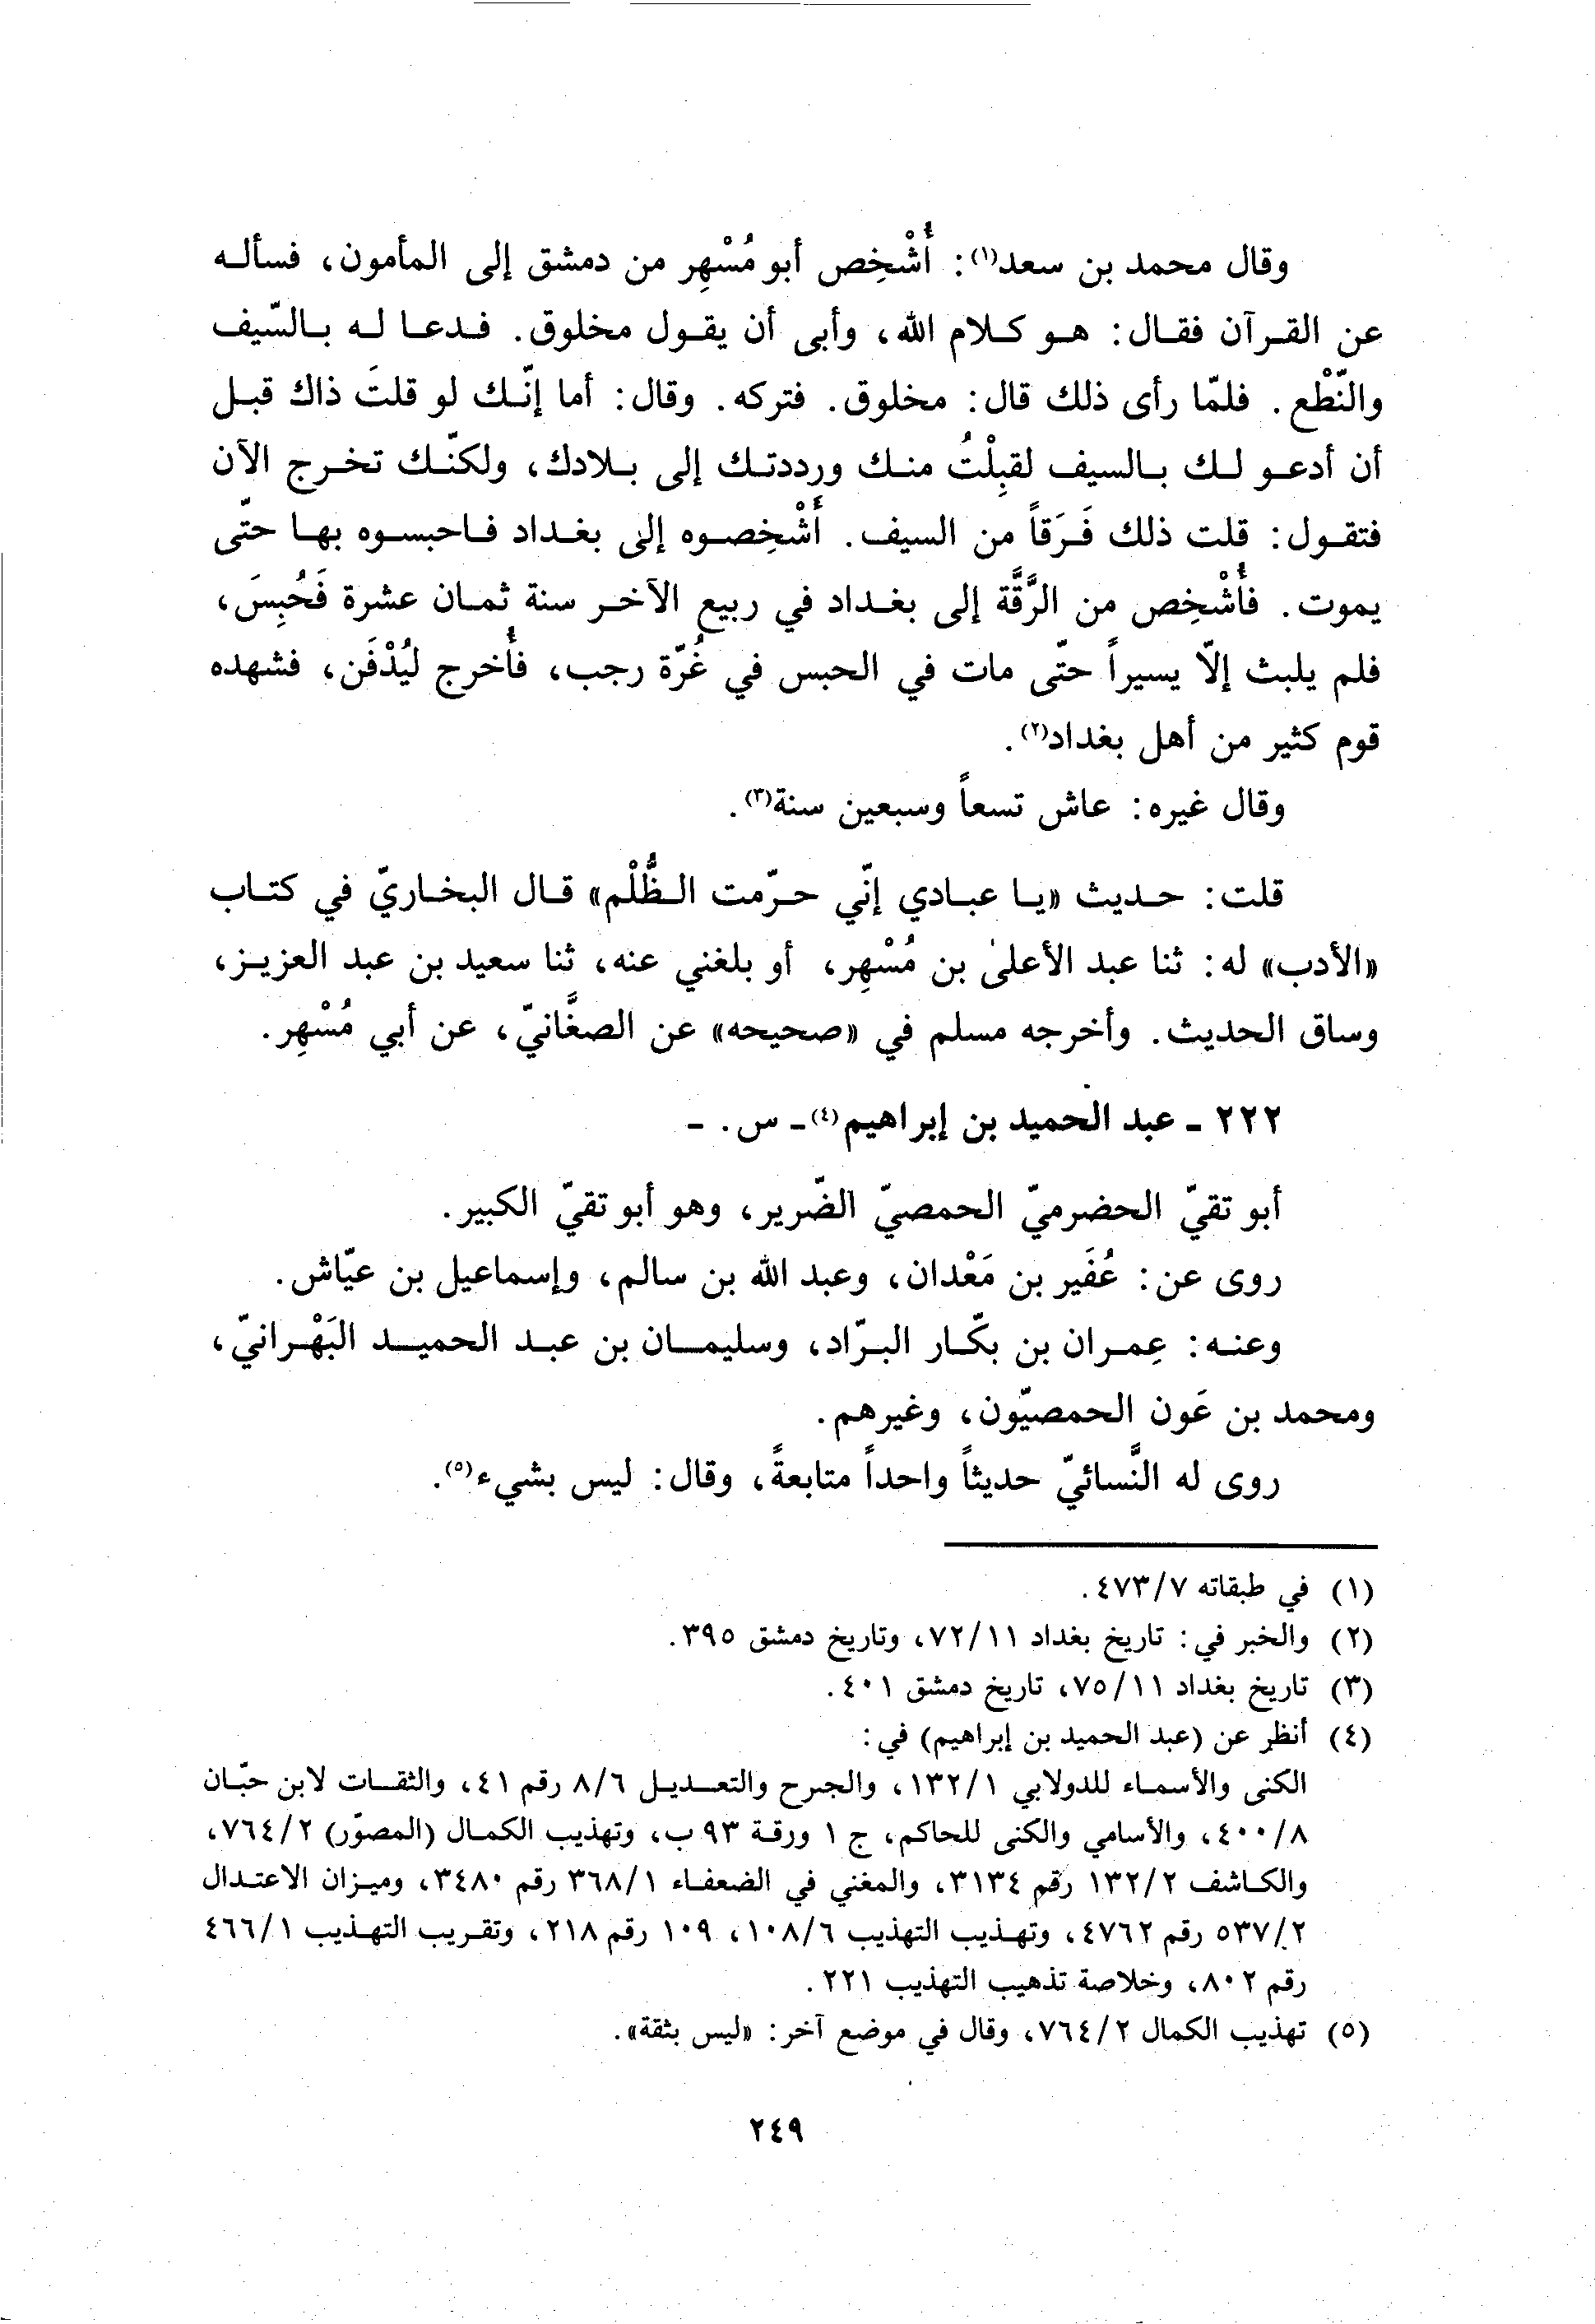 وقال محمد بن سعد(١): أُشْخِص أبو مُسْهِر من دمشق إلى المأمون، فسأله
عن القرآن فقال: هو كلام الله، وأبى أن يقول مخلوق. فدعا له بالسّيف
والنّطْع. فلمّا رأى ذلك قال: مخلوق. فتركه. وقال: أما إنّك لو قلتَ ذاك قبل
أن أدعو لك بالسيف لقبِلْتُ منك ورددتك إلى بلادك، ولكنّك تخرج الآن
فتقول: قلت ذلك فَرَقاً من السيف. أَشْخِصوه إلى بغداد فاحبسوه بها حتّى
يموت. فأُشْخِص من الرَّقَّة إلى بغداد في ربيع الآخر سنة ثمان عشرة فَحُبِسَ،
فلم يلبث إلّا يسيراً حتّى مات في الحبس في غُرّة رجب، فأُخرج ليُدْفَن، فشهده
قوم كثير من أهل بغداد(٢).
وقال غيره: عاش تسعاً وسبعين سنة(٣).
قلت: حديث «يا عبادي إنّي حرّمت الظُّلْم» قال البخاريّ في كتاب
«الأدب» له: ثنا عبد الأعلىٰ بن مُسْهِر، أو بلغني عنه، ثنا سعيد بن عبد العزيز،
وساق الحديث. وأخرجه مسلم في «صحيحه» عن الصغَّانيّ، عن أبي مُسْهِر.
٢٢٢ - عبد الحميد بن إبراهيم(٤) - س. -
أبو تقيّ الحضرميّ الحمصيّ الضّرير، وهو أبو تقيّ الكبير.
روى عن: عُفَير بن مَعْدان، وعبد الله بن سالم، وإسماعيل بن عيّاش.
وعنه: عِمران بن بكّار البرّاد، وسليمان بن عبد الحميد البَهْرانيّ،
ومحمد بن عَون الحمصيّون، وغيرهم.
روى له النَّسائيّ حديثاً واحداً متابعةً، وقال: ليس بشيء(٥).
(١) في طبقاته ٤٧٣/٧.
(٢) والخبر في: تاريخ بغداد ٧٢/١١، وتاريخ دمشق ٣٩٥.
(٣) تاريخ بغداد ٧٥/١١، تاريخ دمشق ٤٠١.
(٤) أنظر عن (عبد الحميد بن إبراهيم) في:
الكنى والأسماء للدولابي ١٣٢/١، والجرح والتعديل ٨/٦ رقم ٤١، والثقات لابن حبّان
٤٠٠/٨، والأسامي والكنى للحاكم، ج ١ ورقة ٩٣ ب، وتهذيب الكمال (المصوّر) ٧٦٤/٢،
والكاشف ١٣٢/٢ رقم ٣١٣٤، والمغني في الضعفاء ٣٦٨/١ رقم ٣٤٨٠، وميزان الاعتدال
٥٣٧/٢ رقم ٤٧٦٢، وتهذيب التهذيب ١٠٨/٦، ١٠٩ رقم ٢١٨، وتقريب التهذيب ٤٦٦/١
رقم ٨٠٢، وخلاصة تذهيب التهذيب ٢٢١.
(٥) تهذيب الكمال ٧٦٤/٢، وقال في موضع آخر: «ليس بثقة».
٢٤٩